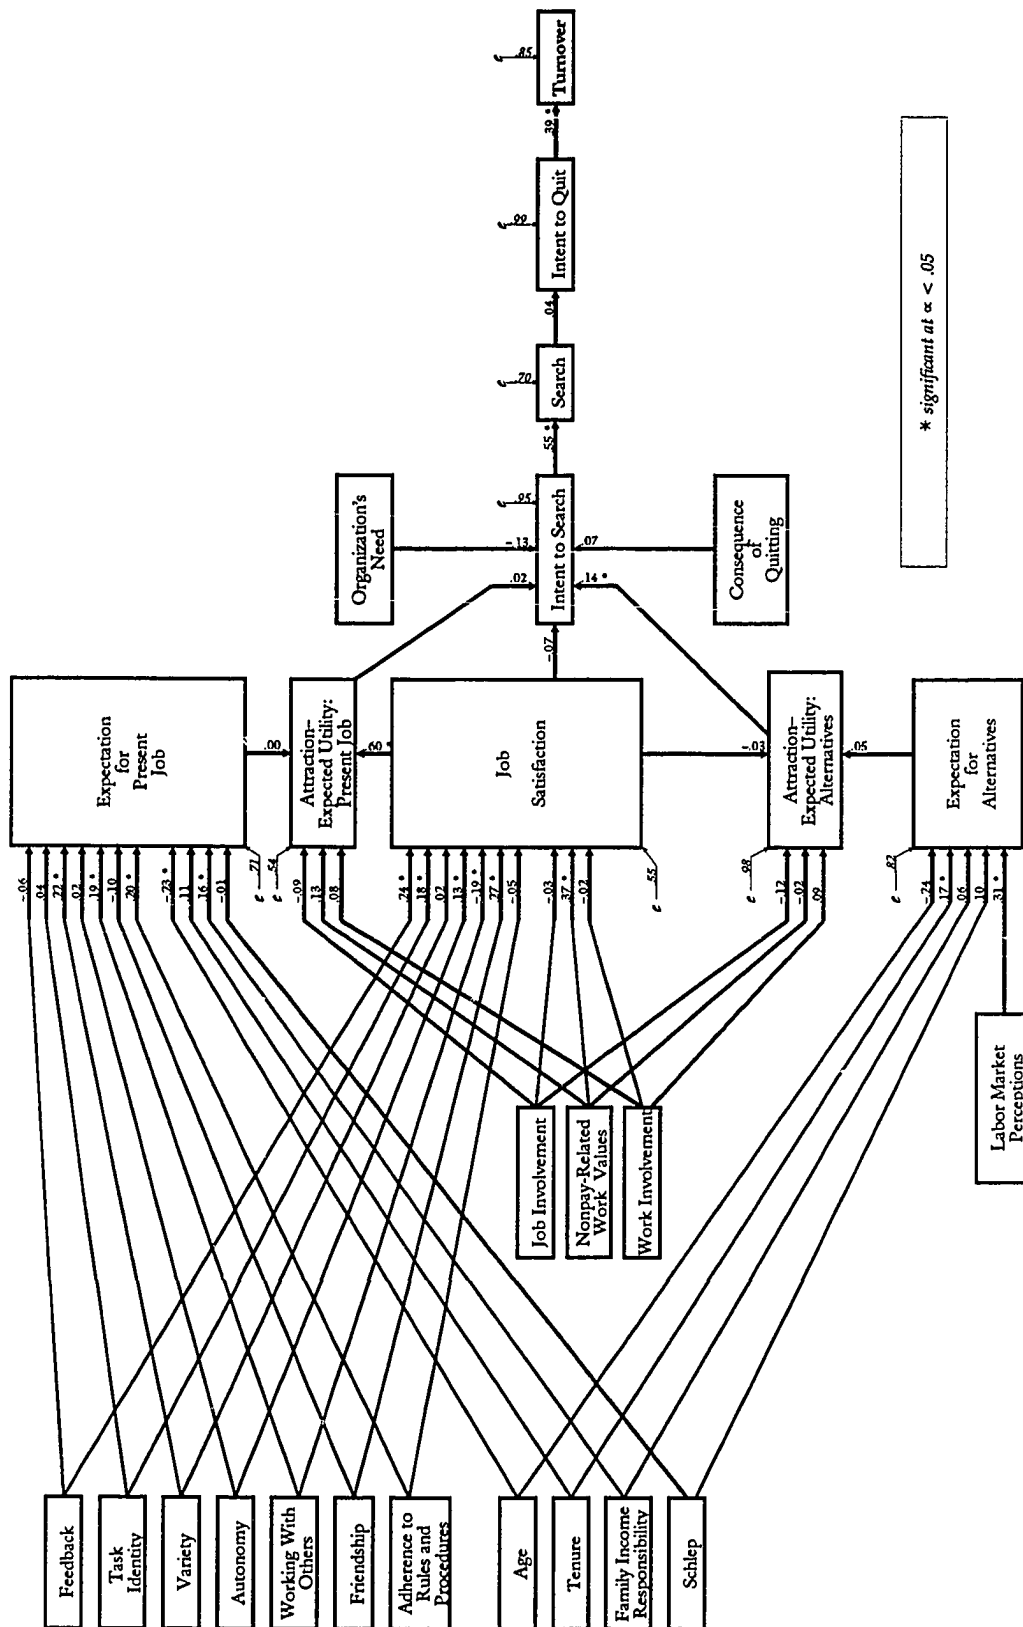 Feedback
Task
Identity
Variety
Autonomy
Working With
Others
Friendship
Adherence to
Rules and
Procedures
Age
Tenure
Family Income
Responsibility
Schlep
Job Involvement
Nonpay-Related
Work Values
Work Involvement
Labor Market
Perceptions
-.06
.04
.22 *
.02
.19 *
-.10
.20 *
-.23 *
.11
.16 *
-.01
e .71
e .54
-.09
.13
.08
.24 *
.18 *
.02
.13 *
-.19 *
.27 *
-.05
-.03
.37 *
-.02
e .55
e .98
-.12
-.02
.09
e .82
-.24
.17 *
.06
.10
.31 *
Expectation
for
Present
Job
.00
Attraction–
Expected Utility:
Present Job
.60 *
Job
Satisfaction
-.03
Attraction–
Expected Utility:
Alternatives
.05
Expectation
for
Alternatives
Organization's
Need
-.13
.02
-.07
.14 *
.07
e .95
Intent to Search
Consequence
of
Quitting
.55 *
e .70
Search
.04
e .99
Intent to Quit
.39 *
e .85
Turnover
* significant at ∝ < .05